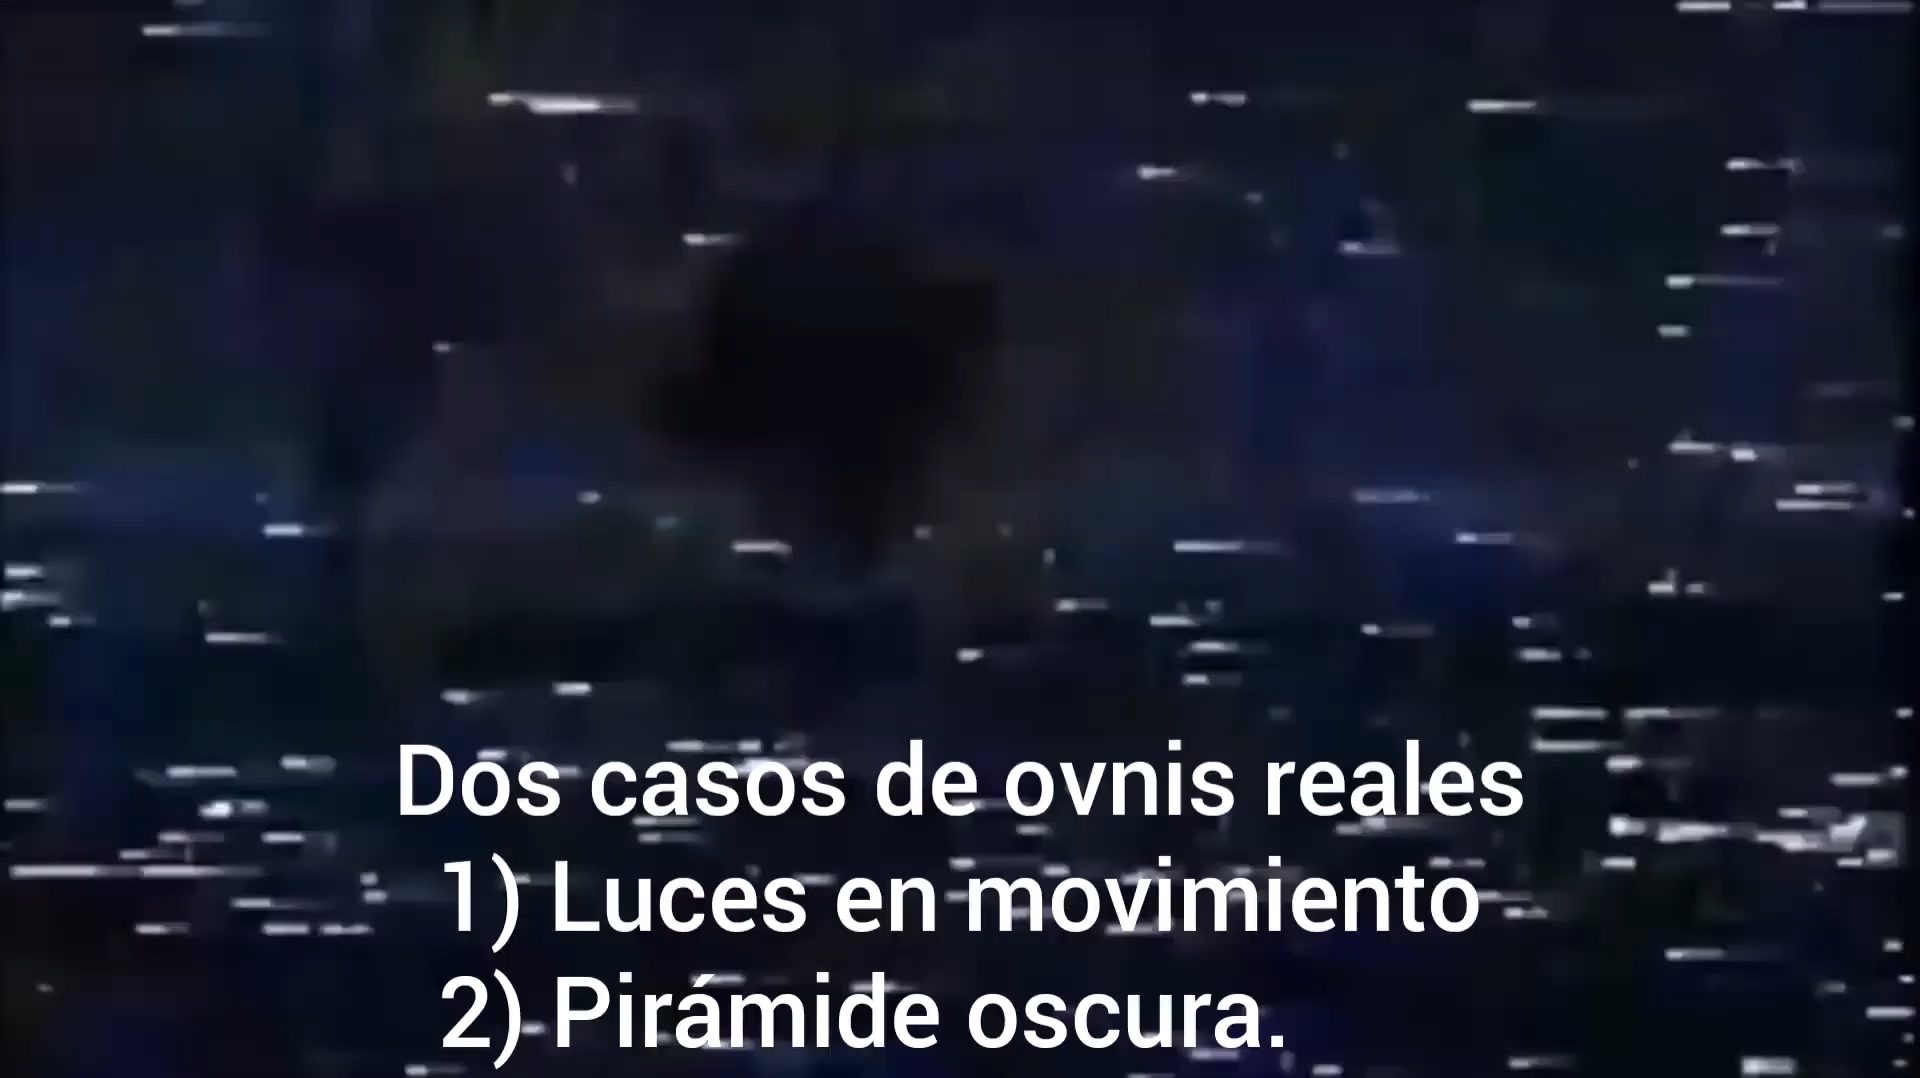 Dos casos de ovnis reales
1) Luces en movimiento
2) Pirámide oscura.